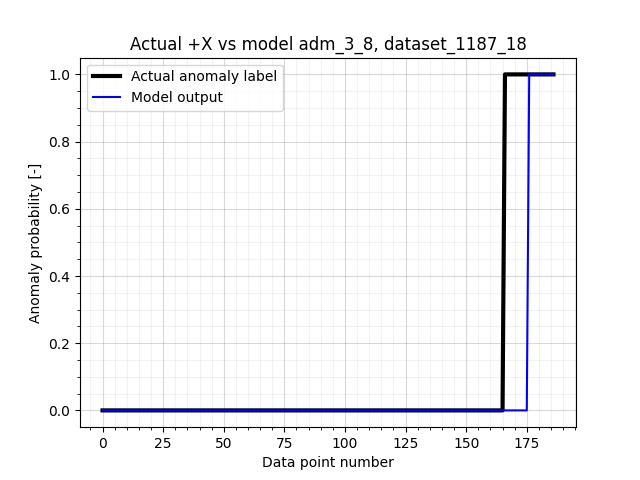 Actual +X vs model adm_3_8, dataset_1187_18
Actual anomaly label
Model output
1.0
0.8
0.6
0.4
0.2
0.0
Anomaly probability [-]
0 25 50 75 100 125 150 175
Data point number